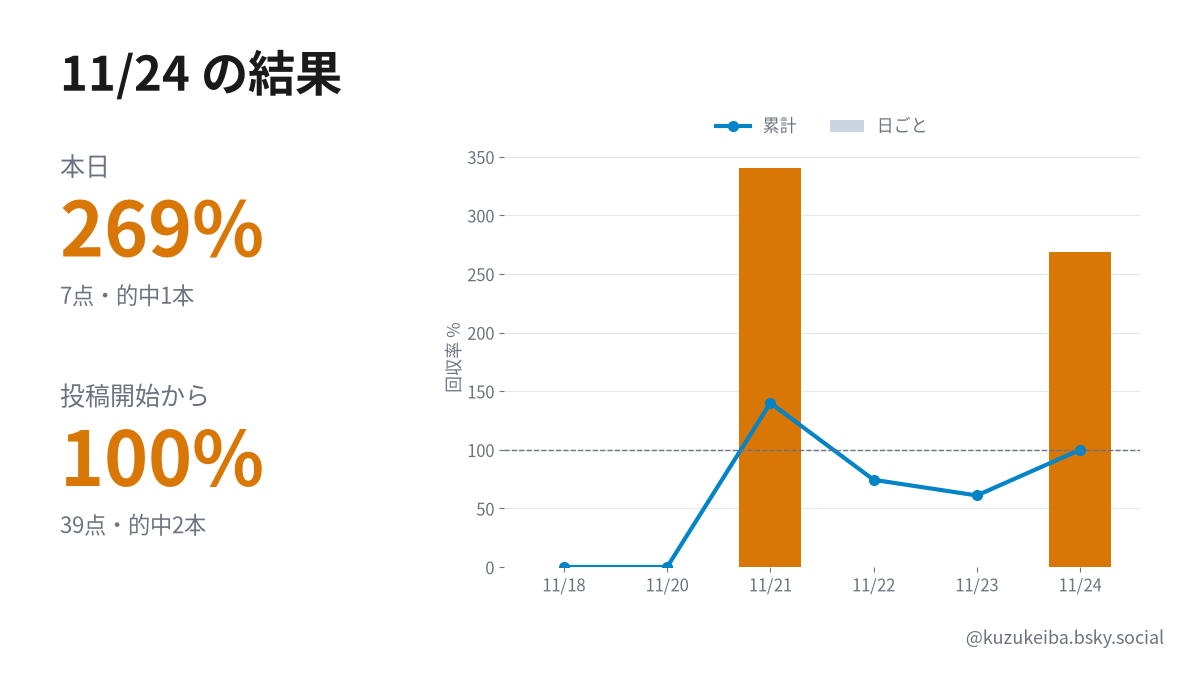 11/24 の結果
本日
269%
7点・的中1本
投稿開始から
100%
39点・的中2本
累計
日ごと
回収率 %
350
300
250
200
150
100
50
0
11/18
11/20
11/21
11/22
11/23
11/24
@kuzukeiba.bsky.social